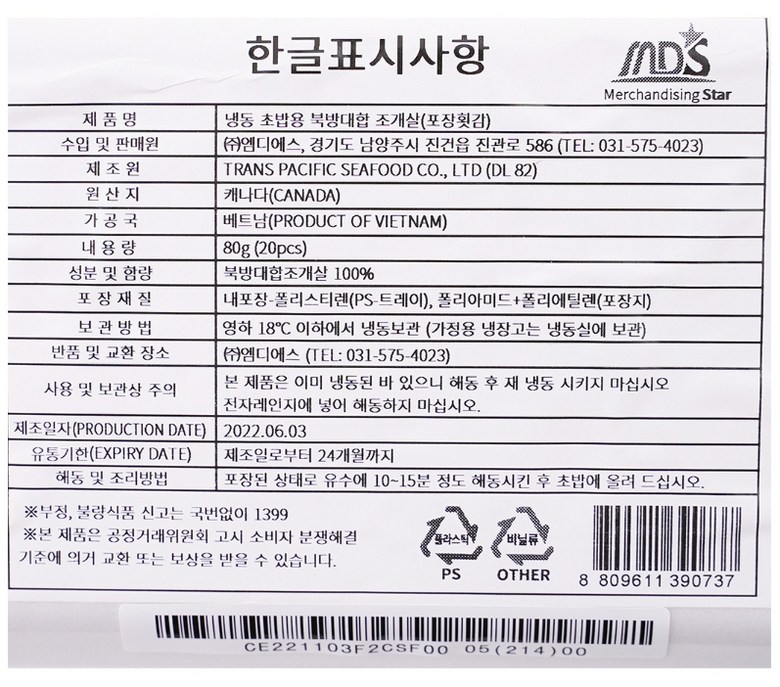 한글표시사항
MDS
Merchandising Star
제 품 명 냉동 초밥용 북방대합 조개살(포장횟감)
수입 및 판매원 ㈜엠디에스, 경기도 남양주시 진건읍 진관로 586 (TEL: 031-575-4023)
제 조 원 TRANS PACIFIC SEAFOOD CO., LTD (DL 82)
원 산 지 캐나다(CANADA)
가 공 국 베트남(PRODUCT OF VIETNAM)
내 용 량 80g (20pcs)
성분 및 함량 북방대합조개살 100%
포 장 재 질 내포장-폴리스티렌(PS-트레이), 폴리아미드+폴리에틸렌(포장지)
보 관 방 법 영하 18℃ 이하에서 냉동보관 (가정용 냉장고는 냉동실에 보관)
반품 및 교환 장소 ㈜엠디에스 (TEL: 031-575-4023)
사용 및 보관상 주의 본 제품은 이미 냉동된 바 있으니 해동 후 재 냉동 시키지 마십시오
전자레인지에 넣어 해동하지 마십시오.
제조일자(PRODUCTION DATE) 2022.06.03
유통기한(EXPIRY DATE) 제조일로부터 24개월까지
해동 및 조리방법 포장된 상태로 유수에 10~15분 정도 해동시킨 후 초밥에 올려 드십시오.
※부정, 불량식품 신고는 국번없이 1399
※본 제품은 공정거래위원회 고시 소비자 분쟁해결
기준에 의거 교환 또는 보상을 받을 수 있습니다.
플라스틱 비닐류
PS OTHER
8 809611 390737
CE221103F2CSF00 05(214)00